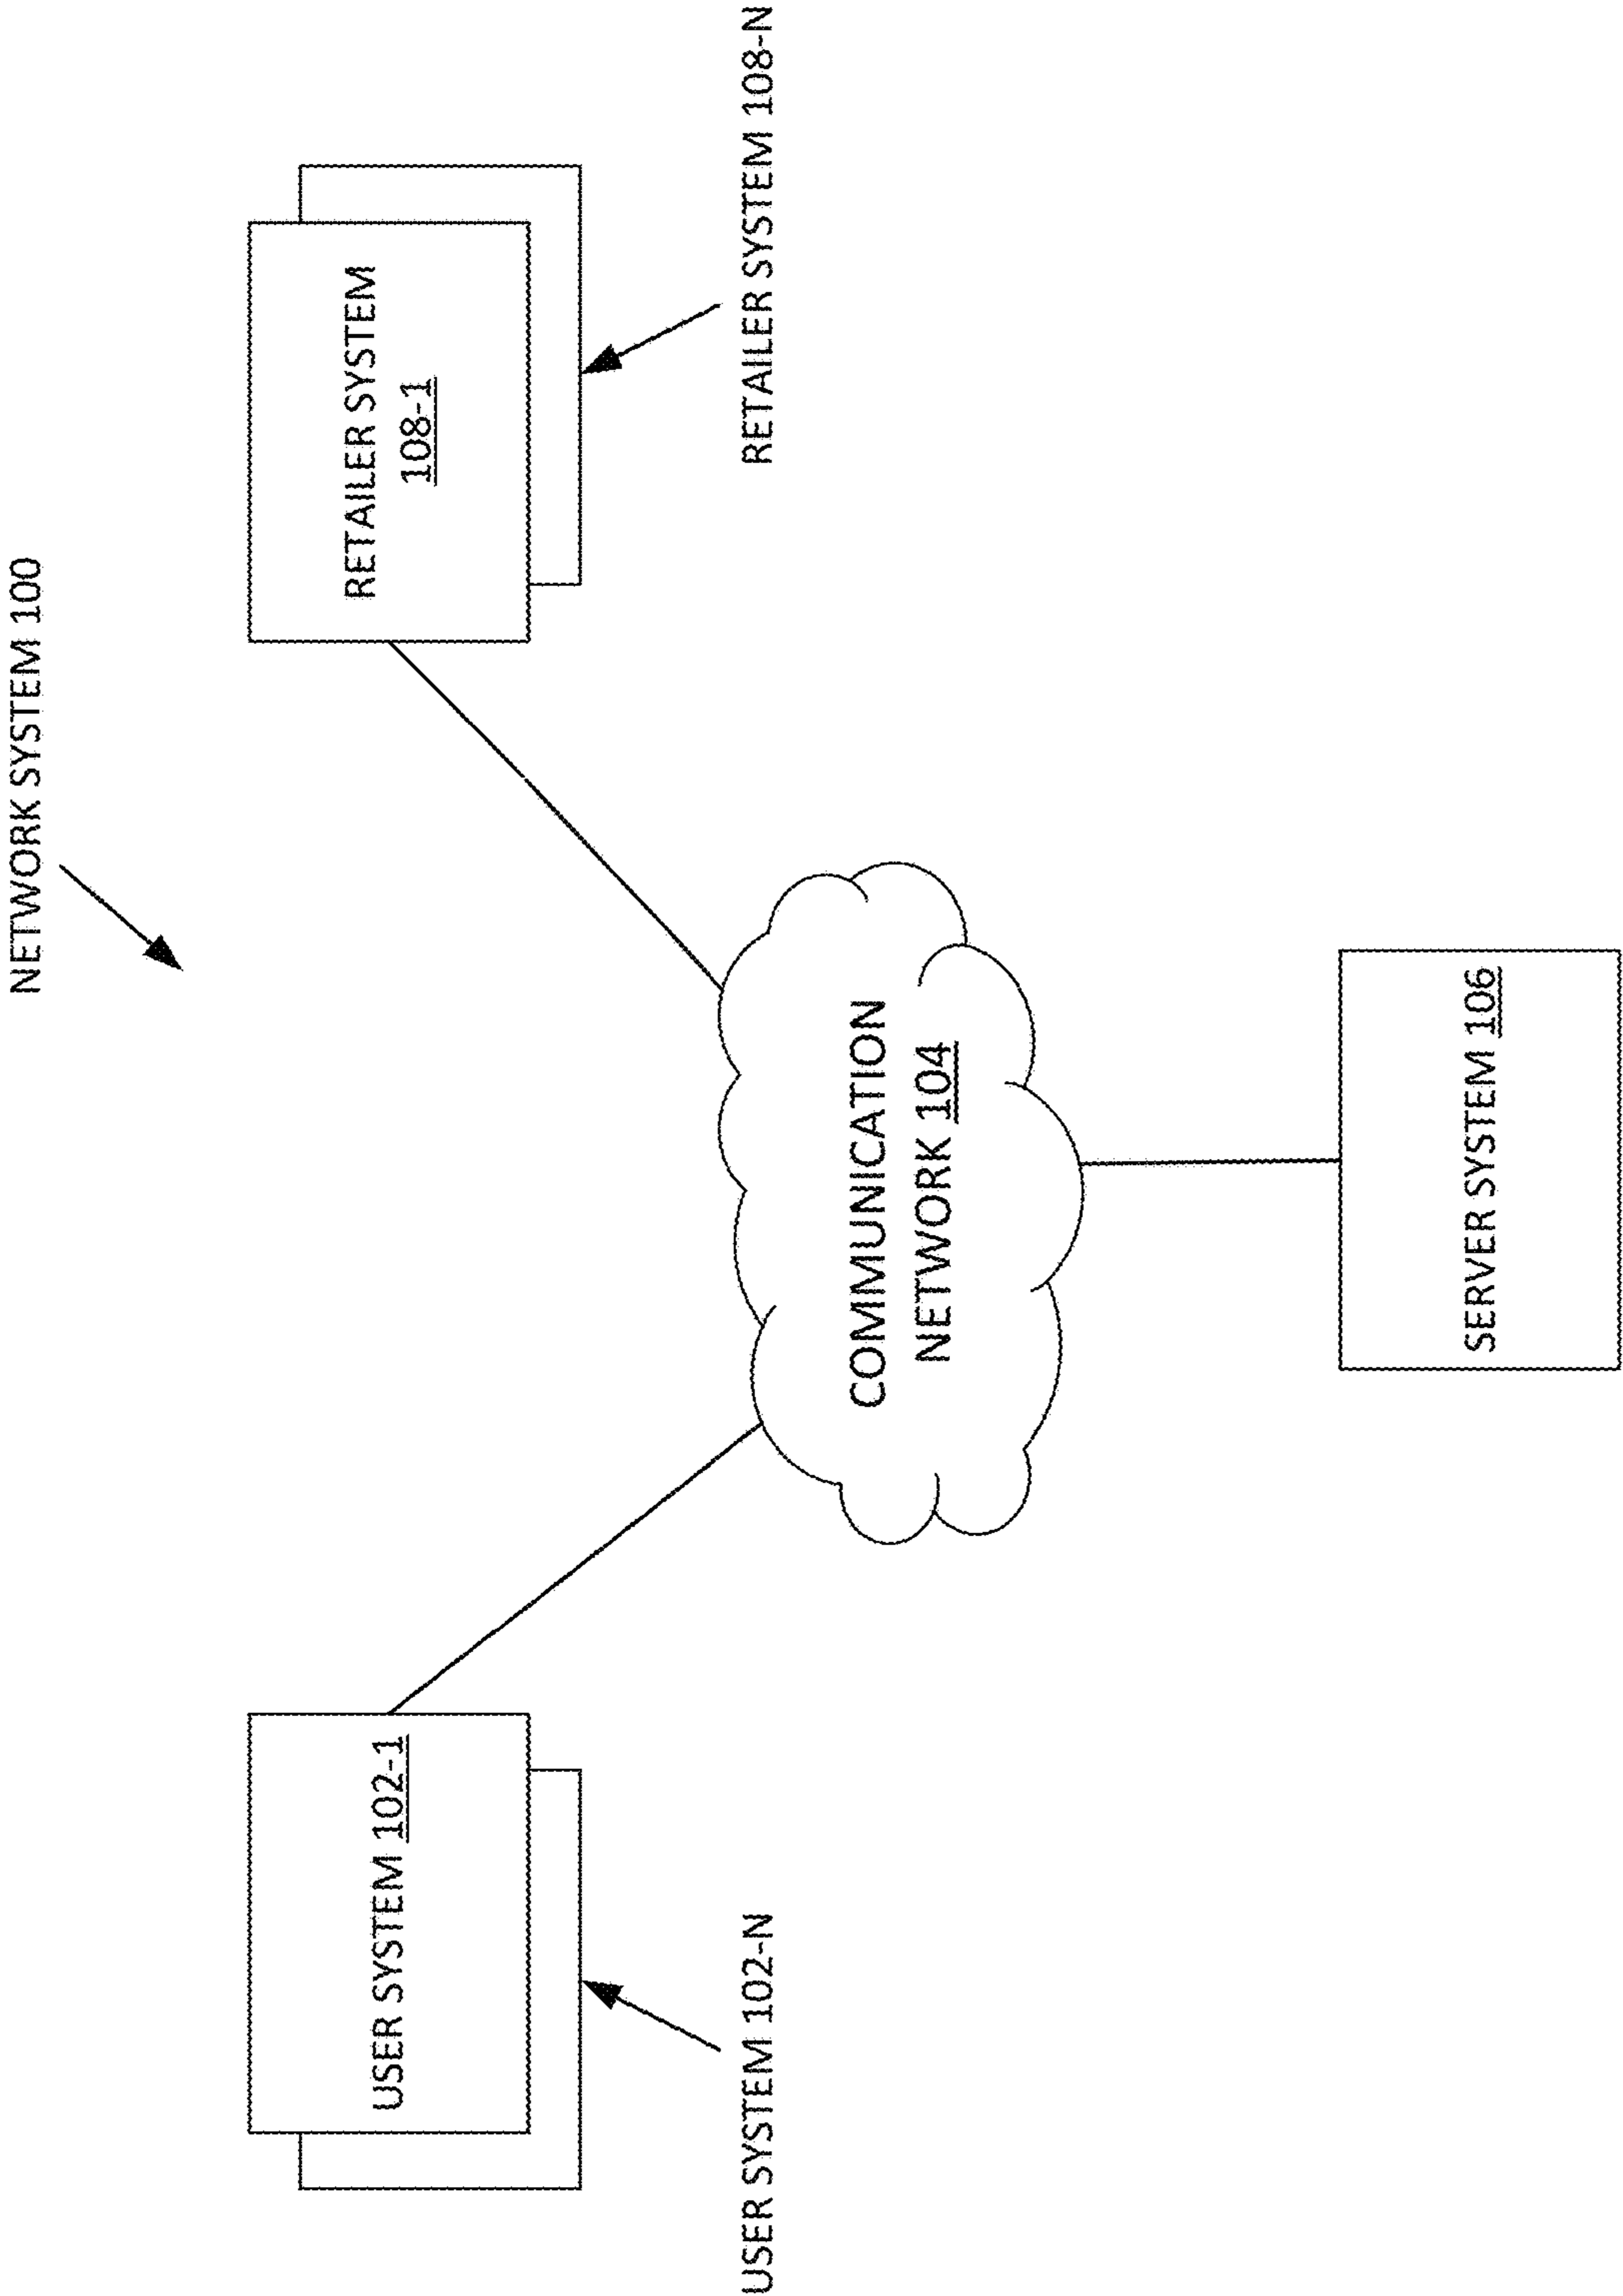 NETWORK SYSTEM 100
USER SYSTEM 102-1
RETAILER SYSTEM
108-1
USER SYSTEM 102-N
RETAILER SYSTEM 108-N
COMMUNICATION
NETWORK 104
SERVER SYSTEM 106